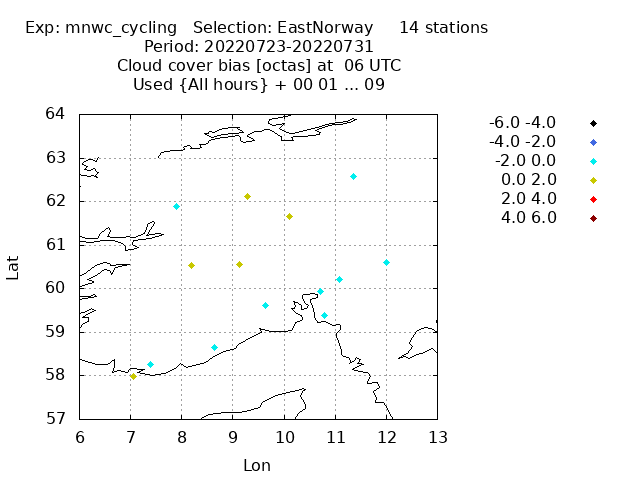 Exp: mnwc_cycling   Selection: EastNorway     14 stations
Period: 20220723-20220731
Cloud cover bias [octas] at  06 UTC
Used {All hours} + 00 01 ... 09
-6.0 -4.0
-4.0 -2.0
-2.0 0.0
0.0 2.0
2.0 4.0
4.0 6.0
64
63
62
61
60
59
58
57
Lat
6 7 8 9 10 11 12 13
Lon